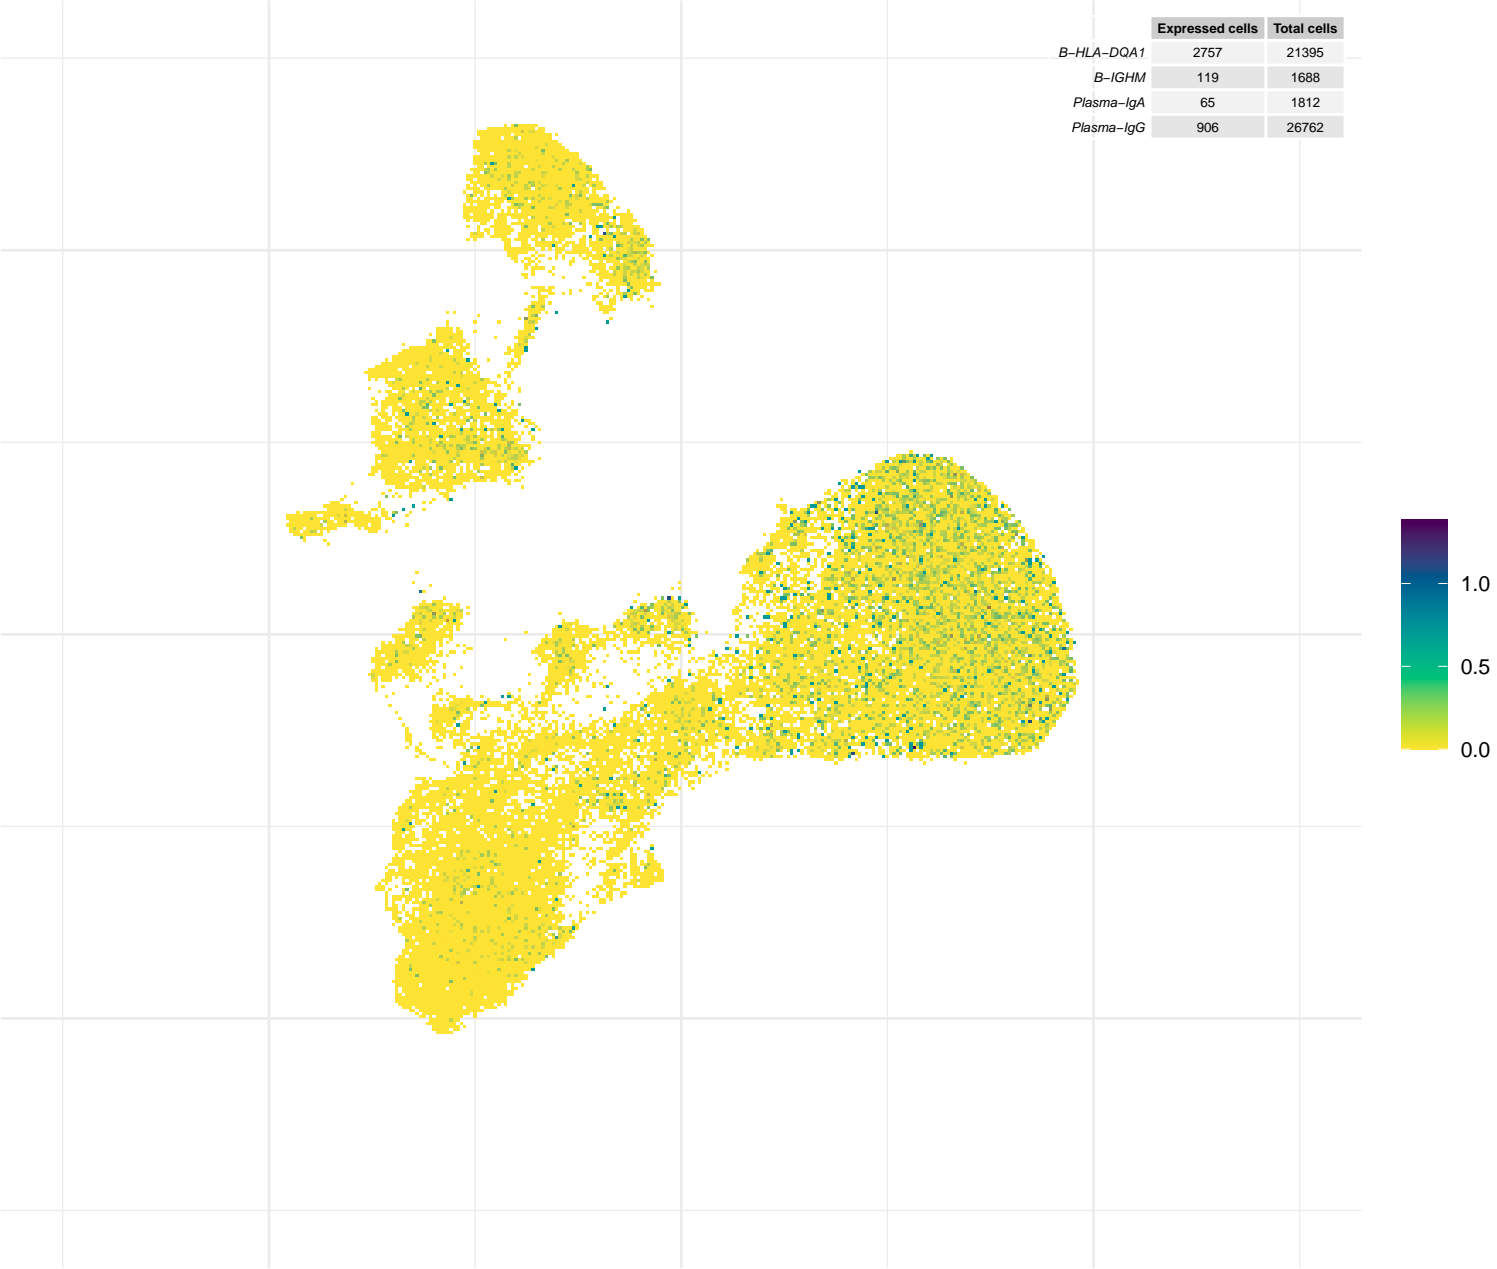 Expressed cells Total cells
B−HLA−DQA1 2757 21395
B−IGHM 119 1688
Plasma−IgA 65 1812
Plasma−IgG 906 26762
1.0
0.5
0.0